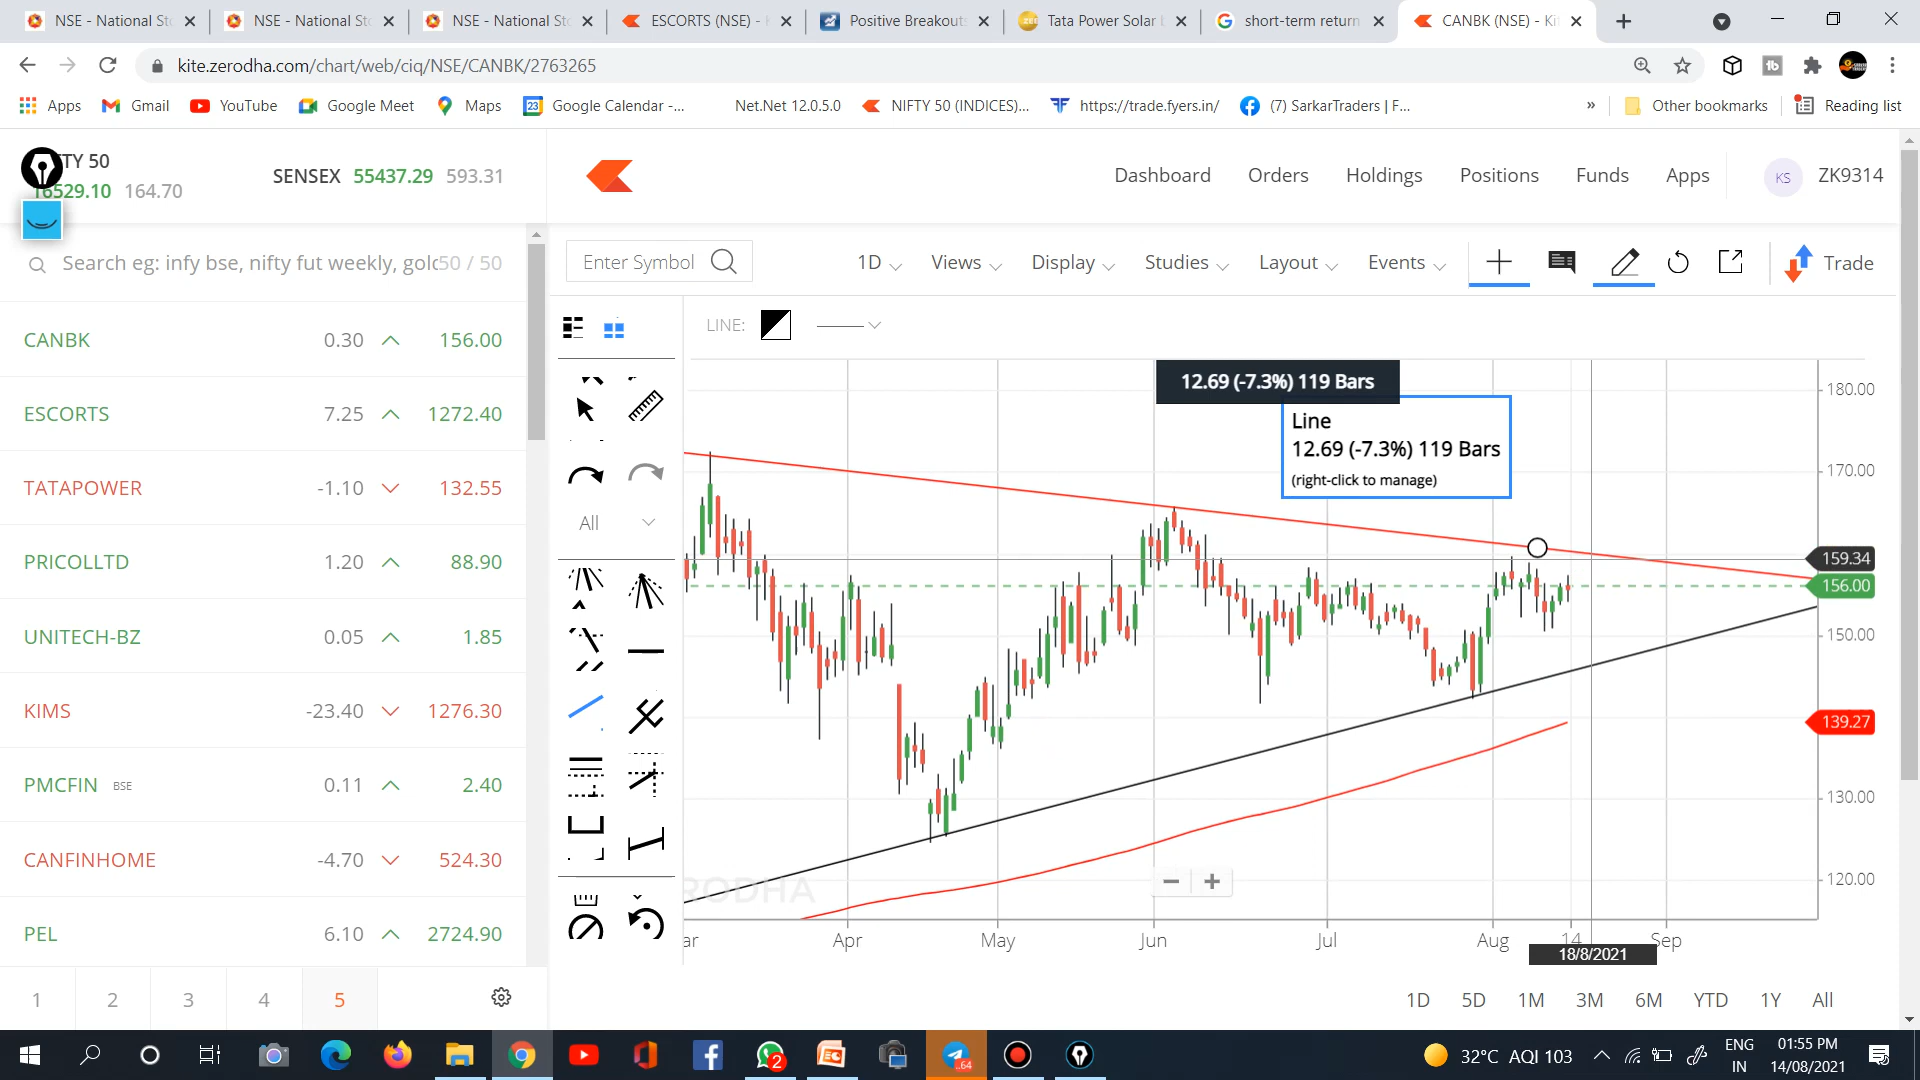 NSE - National St
NSE - National St
NSE - National St
ESCORTS (NSE) -
Positive Breakout
Tata Power Solar
short-term return
CANBK (NSE) - Kit
kite.zerodha.com/chart/web/ciq/NSE/CANBK/2763265
Apps
Gmail
YouTube
Google Meet
Maps
Google Calendar -...
Net.Net 12.0.5.0
NIFTY 50 (INDICES)...
https://trade.fyers.in/
(7) SarkarTraders | F...
»
Other bookmarks
Reading list
TY 50
16529.10 164.70
SENSEX 55437.29 593.31
Dashboard
Orders
Holdings
Positions
Funds
Apps
KS
ZK9314
Search eg: infy bse, nifty fut weekly, gold
50 / 50
Enter Symbol
1D
Views
Display
Studies
Layout
Events
Trade
LINE:
All
CANBK 0.30 156.00
ESCORTS 7.25 1272.40
TATAPOWER -1.10 132.55
PRICOLLTD 1.20 88.90
UNITECH-BZ 0.05 1.85
KIMS -23.40 1276.30
PMCFIN BSE 0.11 2.40
CANFINHOME -4.70 524.30
PEL 6.10 2724.90
1 2 3 4 5
12.69 (-7.3%) 119 Bars
Line
12.69 (-7.3%) 119 Bars
(right-click to manage)
180.00
170.00
159.34
156.00
150.00
139.27
130.00
120.00
RODHA
− +
ar Apr May Jun Jul Aug 14 Sep
18/8/2021
1D 5D 1M 3M 6M YTD 1Y All
2
64
32°C AQI 103
ENG
IN
01:55 PM
14/08/2021